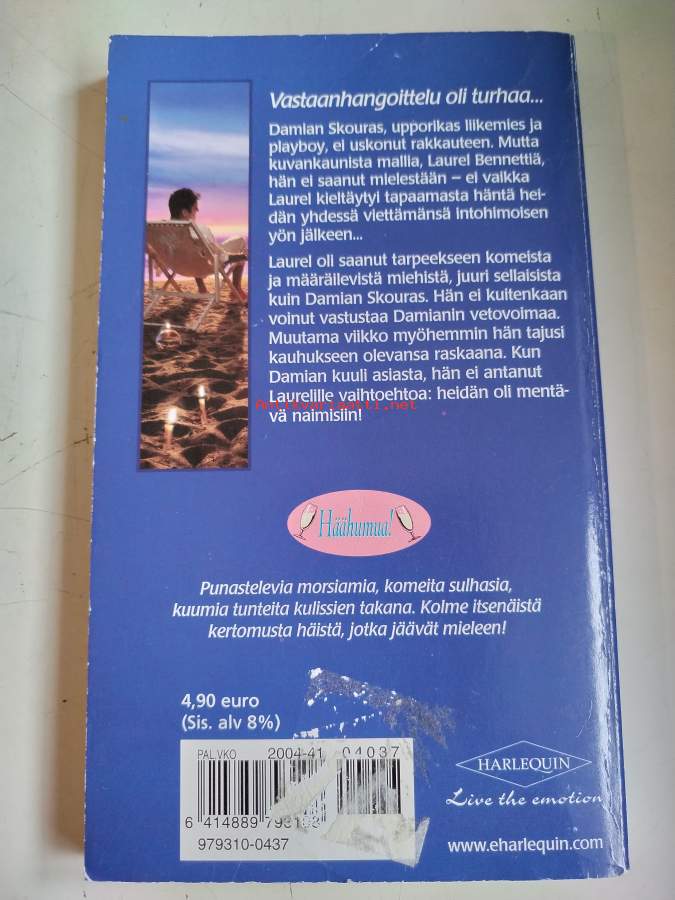 Vastaanhangoittelu oli turhaa...
Damian Skouras, upporikas liikemies ja
playboy, ei uskonut rakkauteen. Mutta
kuvankaunista mallia, Laurel Bennettiä,
hän ei saanut mielestään – ei vaikka
Laurel kieltäytyi tapaamasta häntä hei-
dän yhdessä viettämänsä intohimoisen
yön jälkeen...
Laurel oli saanut tarpeekseen komeista
ja määräilevistä miehistä, juuri sellaisista
kuin Damian Skouras. Hän ei kuitenkaan
voinut vastustaa Damianin vetovoimaa.
Muutama viikko myöhemmin hän tajusi
kauhukseen olevansa raskaana. Kun
Damian kuuli asiasta, hän ei antanut
Laurelille vaihtoehtoa: heidän oli mentä-
vä naimisiin!
Antikvariaatti.net
Häähumua!
Punastelevia morsiamia, komeita sulhasia,
kuumia tunteita kulissien takana. Kolme itsenäistä
kertomusta häistä, jotka jäävät mieleen!
4,90 euro
(Sis. alv 8%)
PAL.VKO 2004-41 04037
6 414889
979310-0437
HARLEQUIN
Live the emotion
www.eharlequin.com